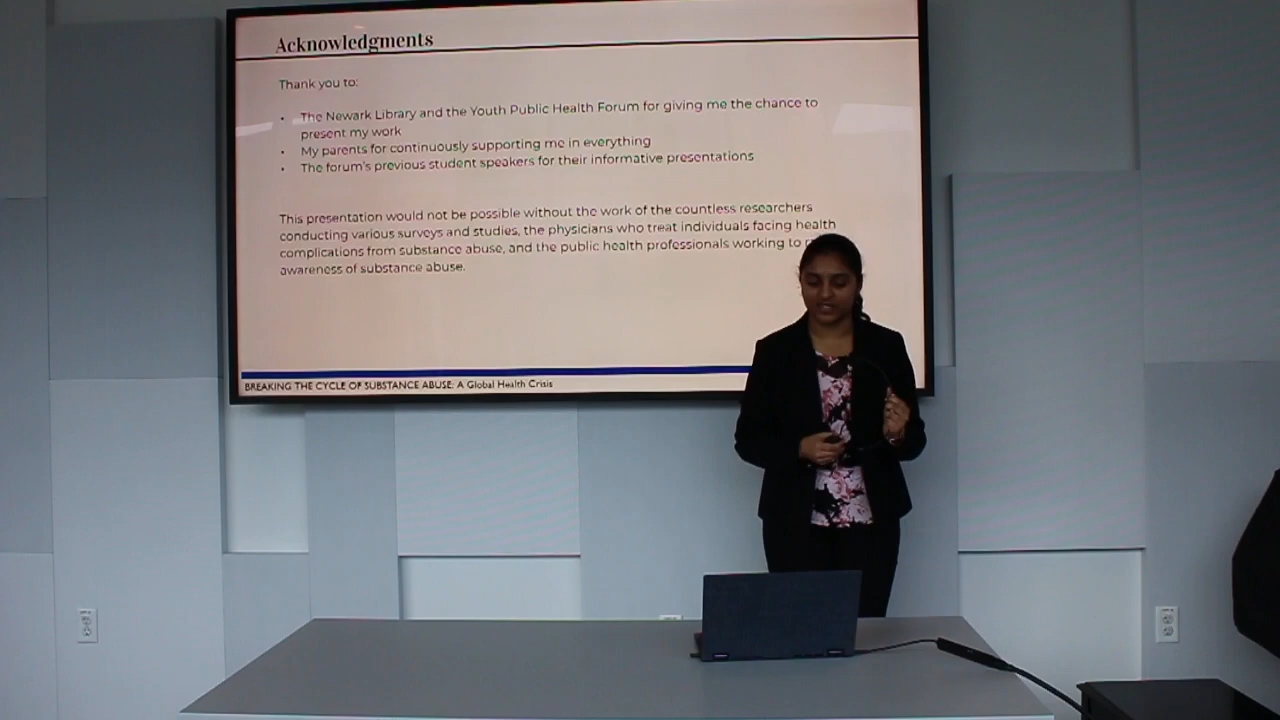 Acknowledgments
Thank you to:
• The Newark Library and the Youth Public Health Forum for giving me the chance to
present my work
• My parents for continuously supporting me in everything
• The forum's previous student speakers for their informative presentations
This presentation would not be possible without the work of the countless researchers
conducting various surveys and studies, the physicians who treat individuals facing health
complications from substance abuse, and the public health professionals working to
awareness of substance abuse.
BREAKING THE CYCLE OF SUBSTANCE ABUSE: A Global Health Crisis